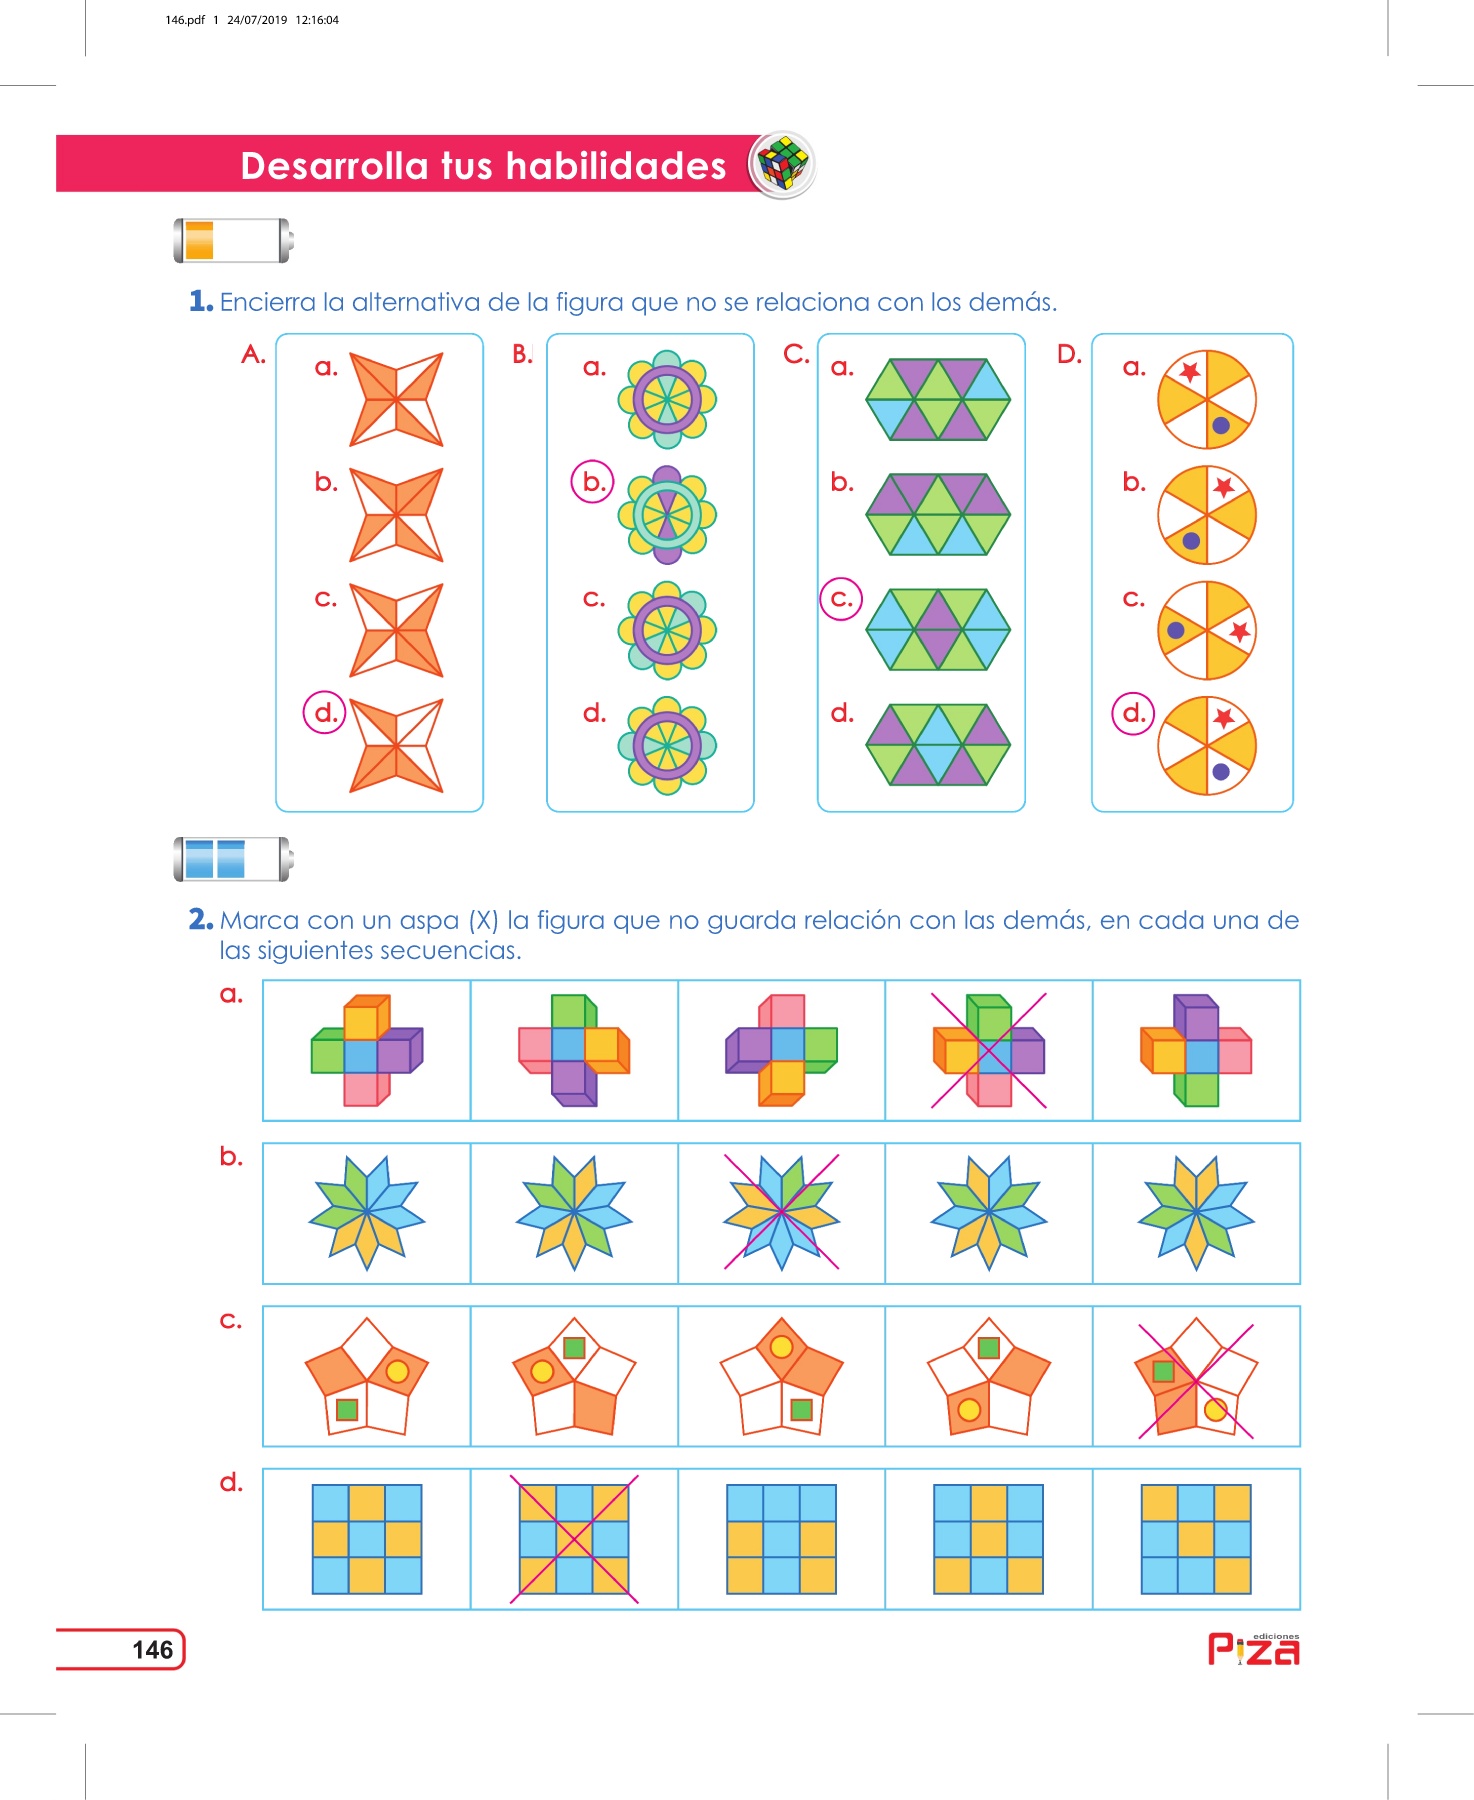 146.pdf 1 24/07/2019 12:16:04
Desarrolla tus habilidades
1. Encierra la alternativa de la figura que no se relaciona con los demás.
A.
a.
b.
c.
d.
B.
a.
b.
c.
d.
C.
a.
b.
c.
d.
D.
a.
b.
c.
d.
2. Marca con un aspa (X) la figura que no guarda relación con las demás, en cada una de
las siguientes secuencias.
a.
b.
c.
d.
146
ediciones
Piza